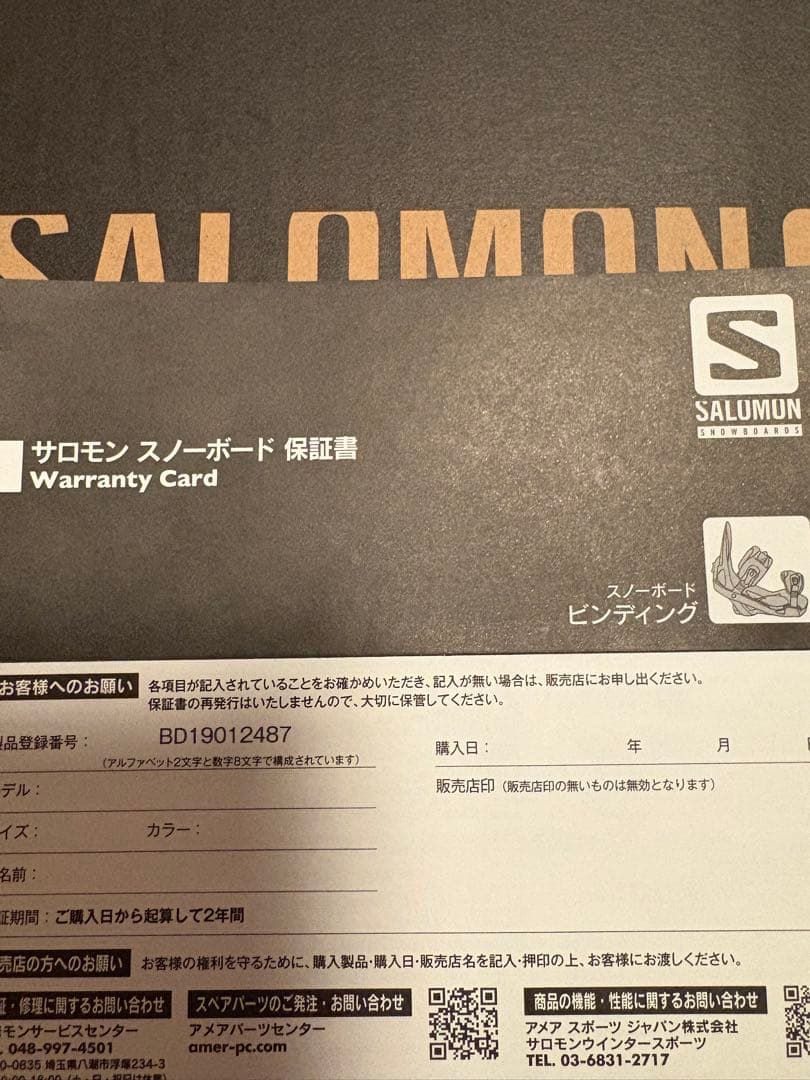 SALOMON
SALOMON
SNOWBOARDS
サロモン スノーボード 保証書
Warranty Card
スノーボード
ビンディング
お客様へのお願い 各項目が記入されていることをお確かめいただき、記入が無い場合は、販売店にお申し出ください。
保証書の再発行はいたしませんので、大切に保管してください。
製品登録番号： BD19012487
（アルファベット2文字と数字8文字で構成されています）
購入日： 年 月
デル：
販売店印（販売店印の無いものは無効となります）
イズ： カラー：
名前：
証期間：ご購入日から起算して2年間
売店の方へのお願い お客様の権利を守るために、購入製品・購入日・販売店名を記入・押印の上、お客様にお渡しください。
証・修理に関するお問い合わせ スペアパーツのご発注・お問い合わせ 商品の機能・性能に関するお問い合わせ
モンサービスセンター アメアパーツセンター アメア スポーツ ジャパン株式会社
048-997-4501 amer-pc.com サロモンウインタースポーツ
0-0835 埼玉県八潮市浮塚234-3 TEL. 03-6831-2717